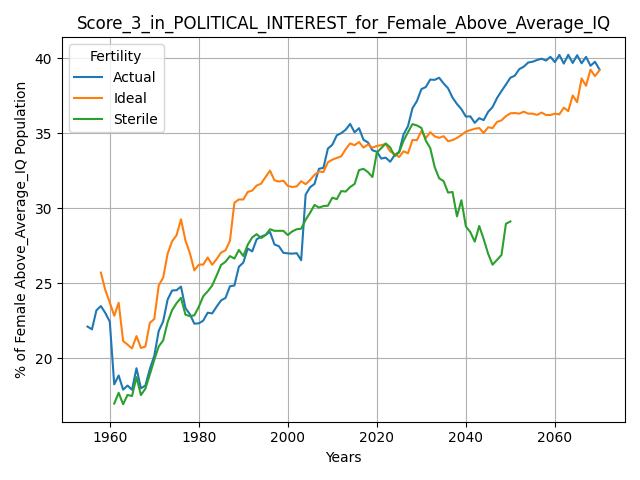 Score_3_in_POLITICAL_INTEREST_for_Female_Above_Average_IQ
Fertility
Actual
Ideal
Sterile
% of Female Above_Average_IQ Population
40
35
30
25
20
1960
1980
2000
2020
2040
2060
Years